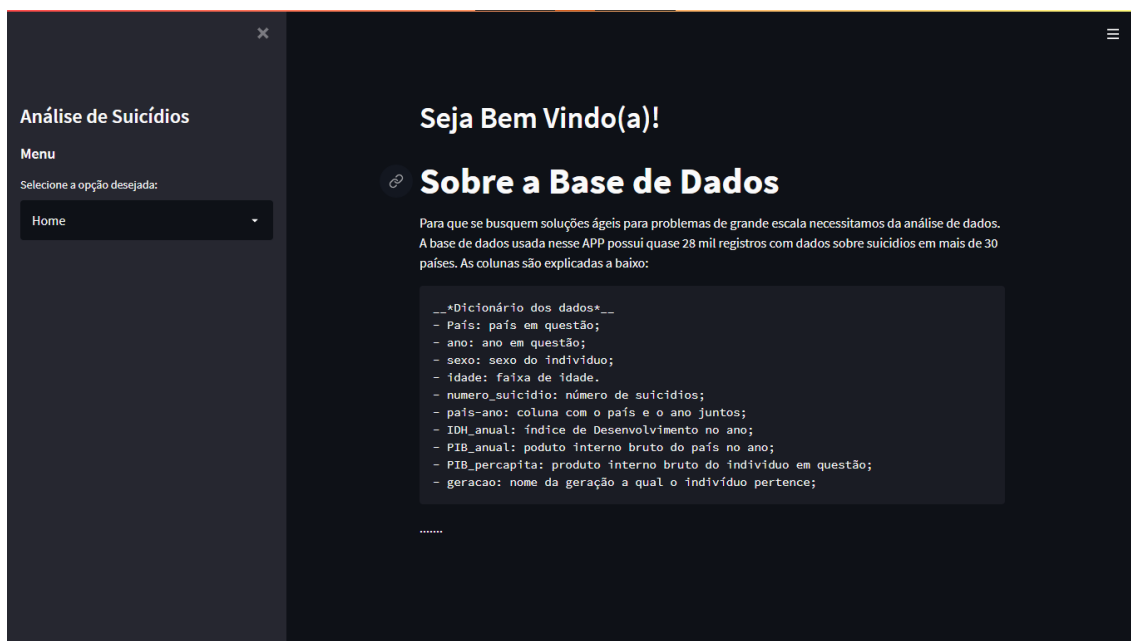 Análise de Suicídios
Menu
Selecione a opção desejada:
Home
Seja Bem Vindo(a)!
Sobre a Base de Dados
Para que se busquem soluções ágeis para problemas de grande escala necessitamos da análise de dados.
A base de dados usada nesse APP possui quase 28 mil registros com dados sobre suicidios em mais de 30
países. As colunas são explicadas a baixo:
__*Dicionário dos dados*__
- País: país em questão;
- ano: ano em questão;
- sexo: sexo do individuo;
- idade: faixa de idade.
- numero_suicidio: número de suicidios;
- país-ano: coluna com o país e o ano juntos;
- IDH_anual: índice de Desenvolvimento no ano;
- PIB_anual: poduto interno bruto do país no ano;
- PIB_percapita: produto interno bruto do individuo em questão;
- geracao: nome da geração a qual o indivíduo pertence;
.......